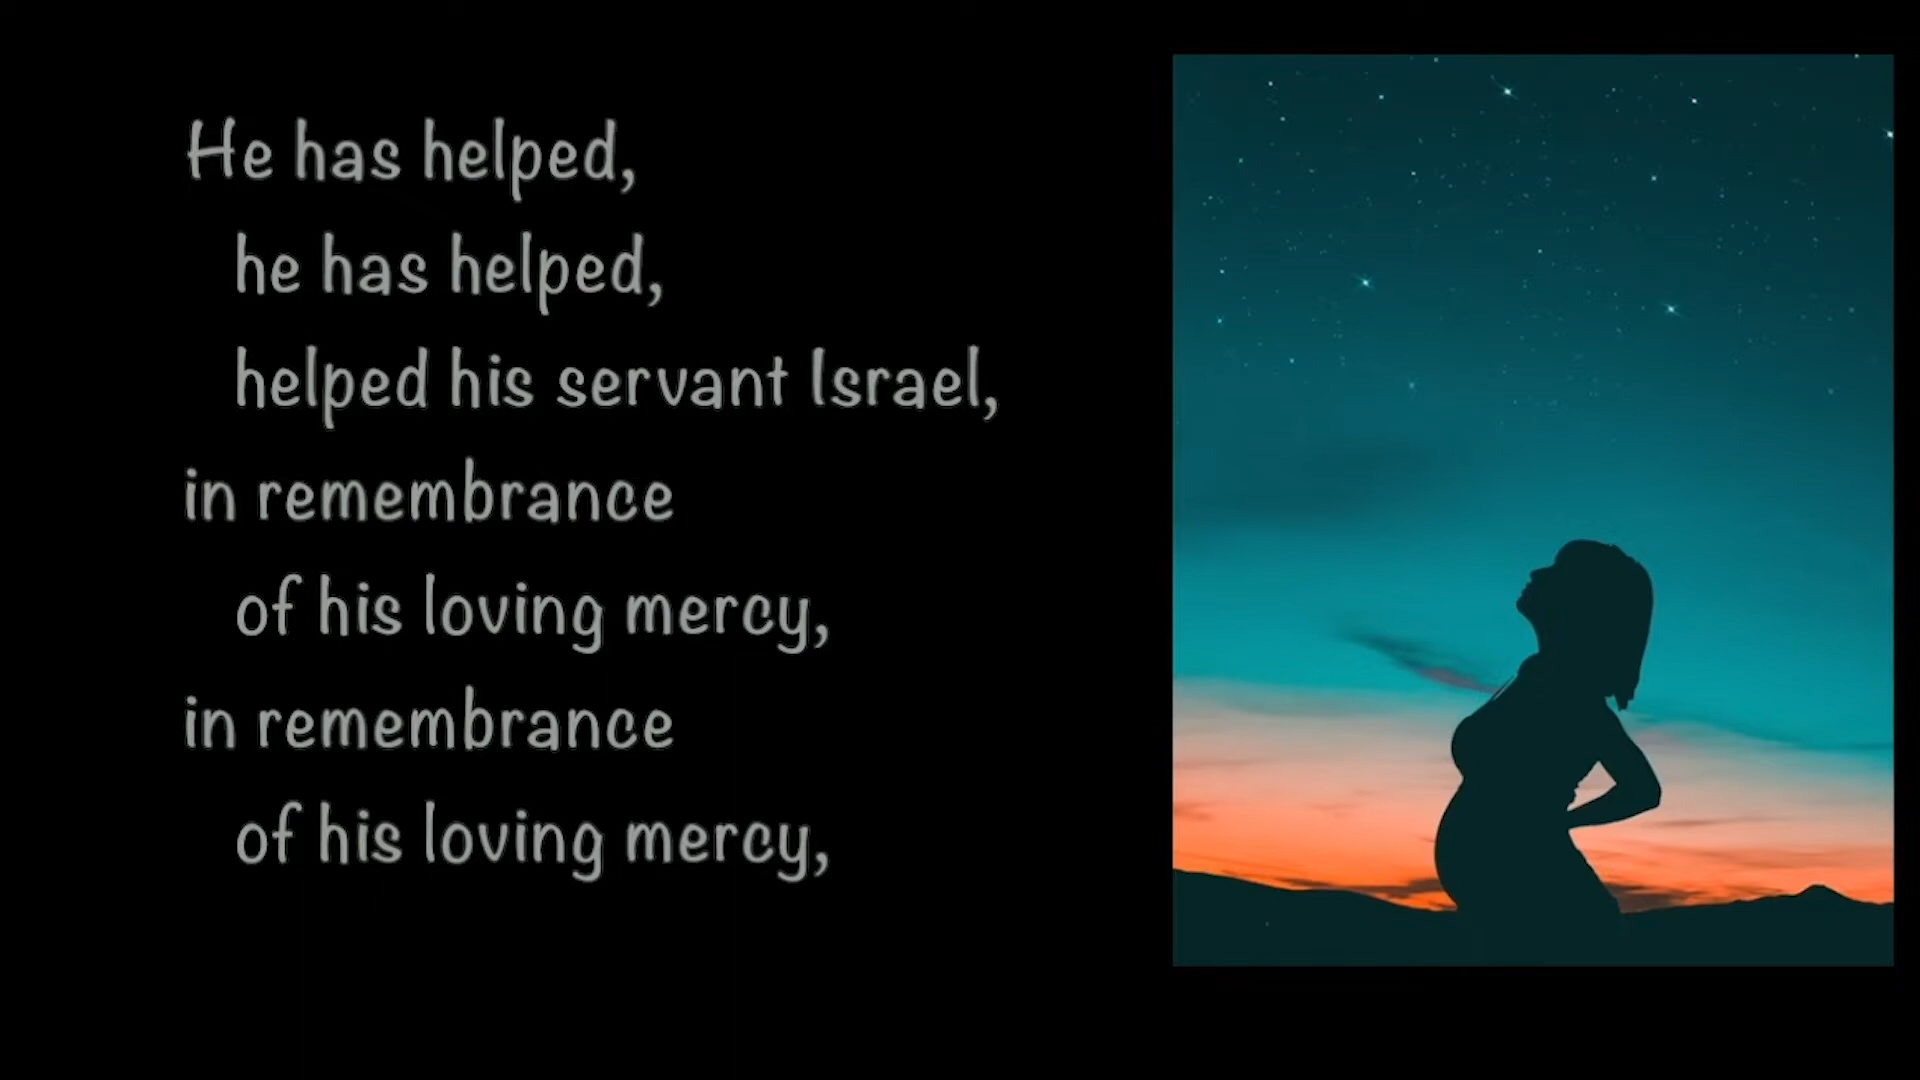 He has helped,
he has helped,
helped his servant Israel,
in remembrance
of his loving mercy,
in remembrance
of his loving mercy,